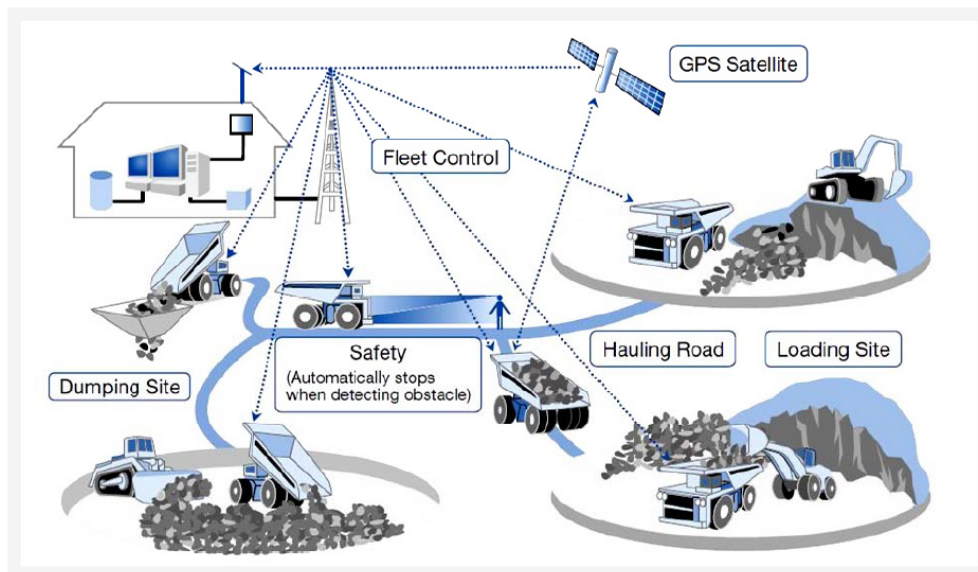 GPS Satellite
Fleet Control
Safety
(Automatically stops
when detecting obstacle)
Hauling Road
Loading Site
Dumping Site